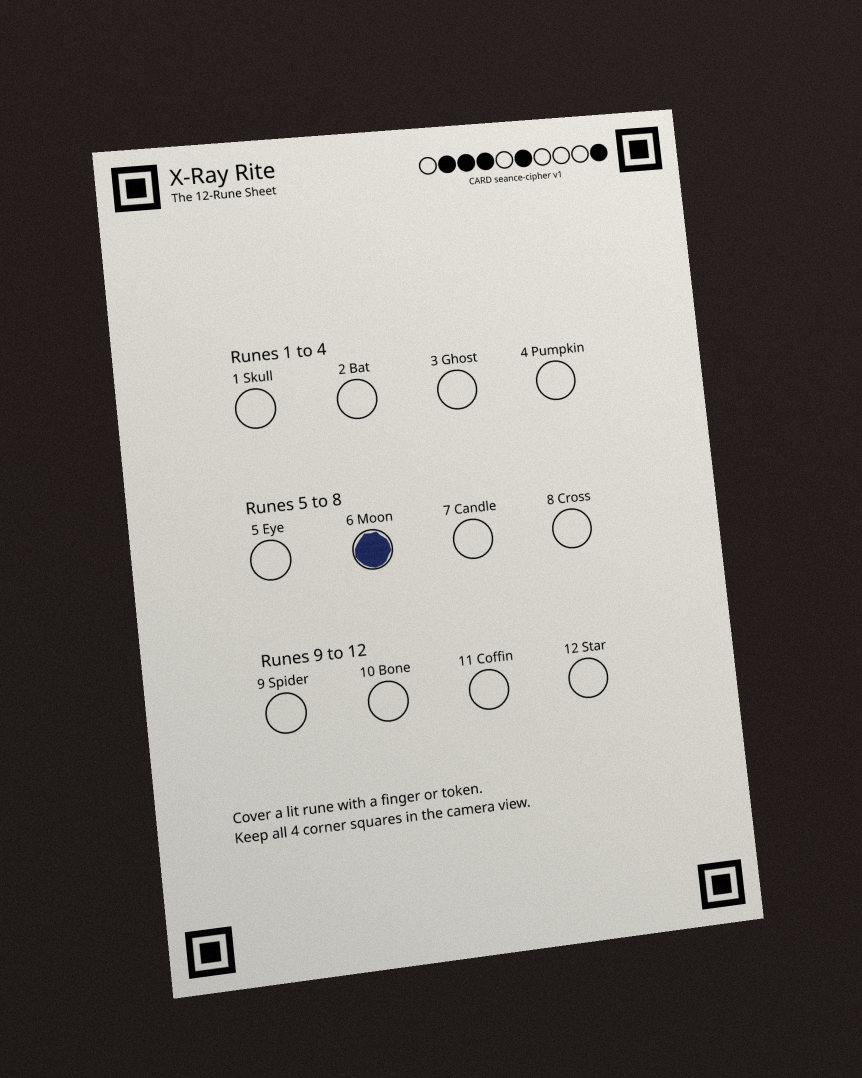 X-Ray Rite
The 12-Rune Sheet
CARD seance-cipher v1
Runes 1 to 4
1 Skull
2 Bat
3 Ghost
4 Pumpkin
Runes 5 to 8
5 Eye
6 Moon
7 Candle
8 Cross
Runes 9 to 12
9 Spider
10 Bone
11 Coffin
12 Star
Cover a lit rune with a finger or token.
Keep all 4 corner squares in the camera view.